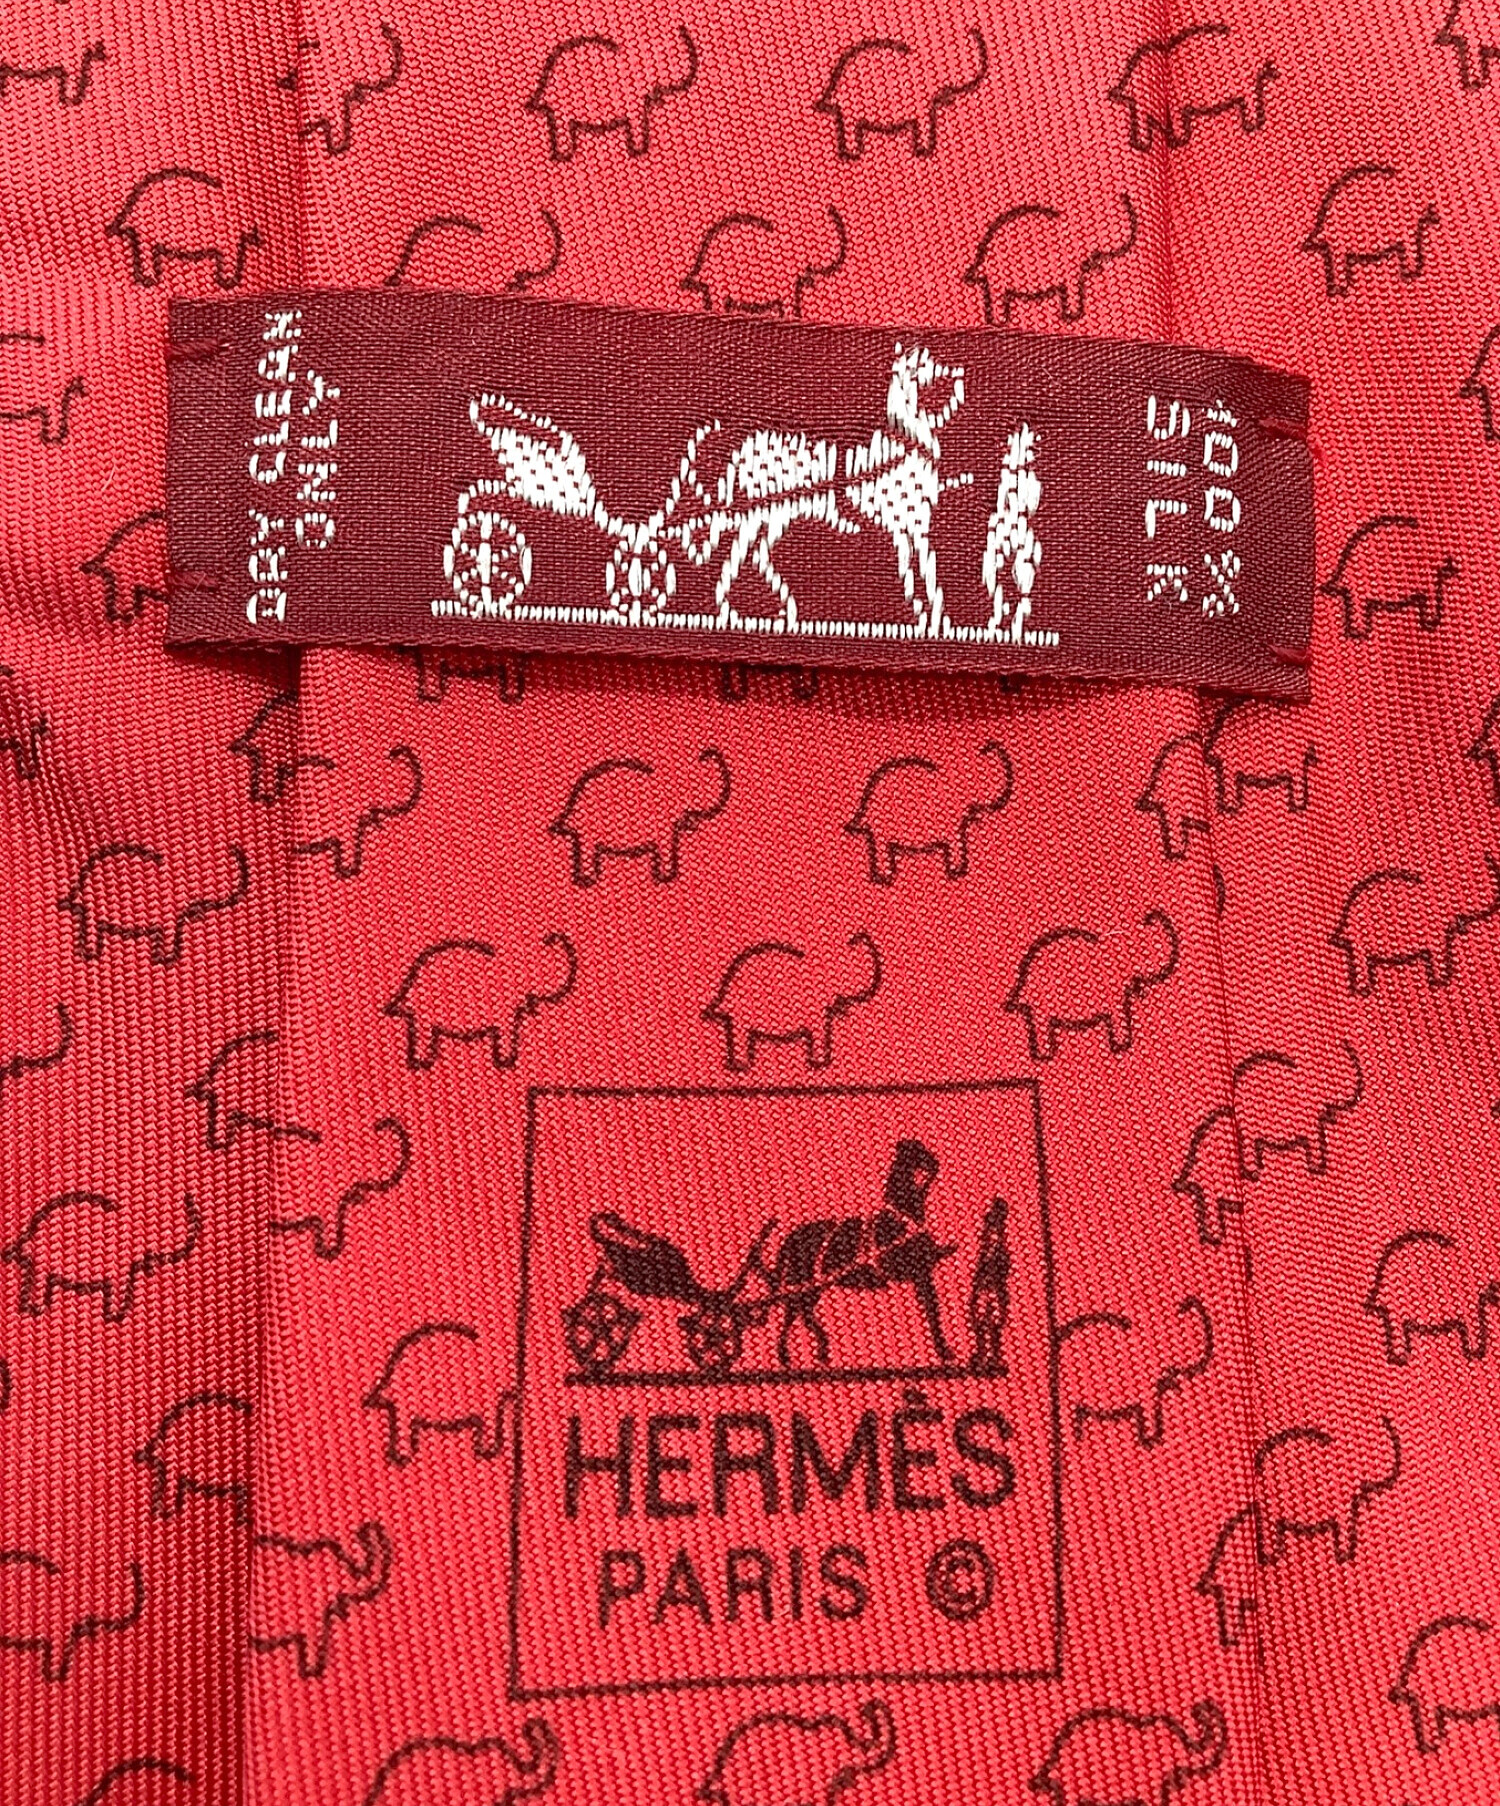 DRY CLEAN
ONLY
100%
SILK
HERMÈS
PARIS ©